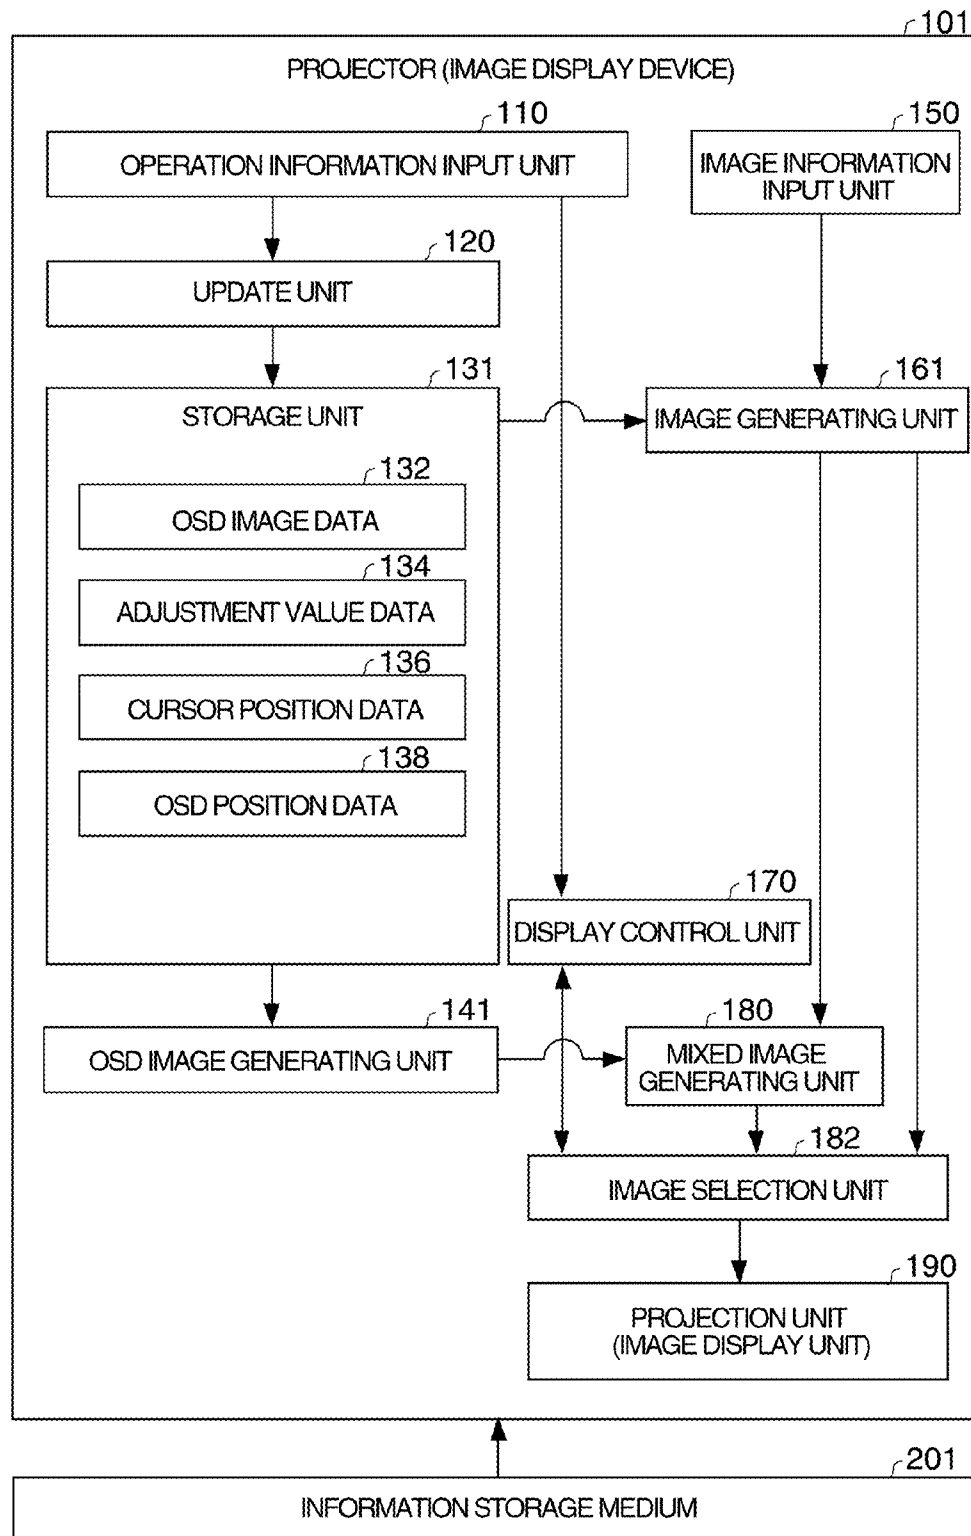 101
PROJECTOR (IMAGE DISPLAY DEVICE)
110
OPERATION INFORMATION INPUT UNIT
150
IMAGE INFORMATION
INPUT UNIT
120
UPDATE UNIT
131
STORAGE UNIT
161
IMAGE GENERATING UNIT
132
OSD IMAGE DATA
134
ADJUSTMENT VALUE DATA
136
CURSOR POSITION DATA
138
OSD POSITION DATA
170
DISPLAY CONTROL UNIT
141
OSD IMAGE GENERATING UNIT
180
MIXED IMAGE
GENERATING UNIT
182
IMAGE SELECTION UNIT
190
PROJECTION UNIT
(IMAGE DISPLAY UNIT)
201
INFORMATION STORAGE MEDIUM